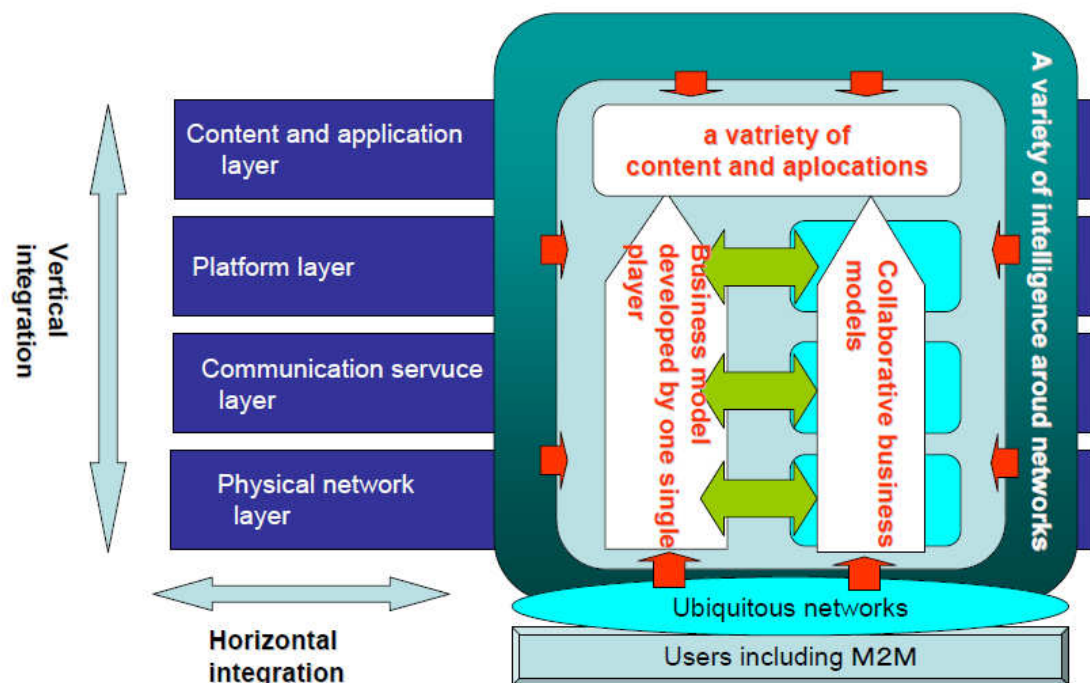 Content and application
layer
Platform layer
Communication servuce
layer
Physical network
layer
Vertical
integration
Horizontal
integration
a vatriety of
content and aplocations
Business model
developed by one single
player
Collaborative business
models
A variety of intelligence aroud networks
Ubiquitous networks
Users including M2M